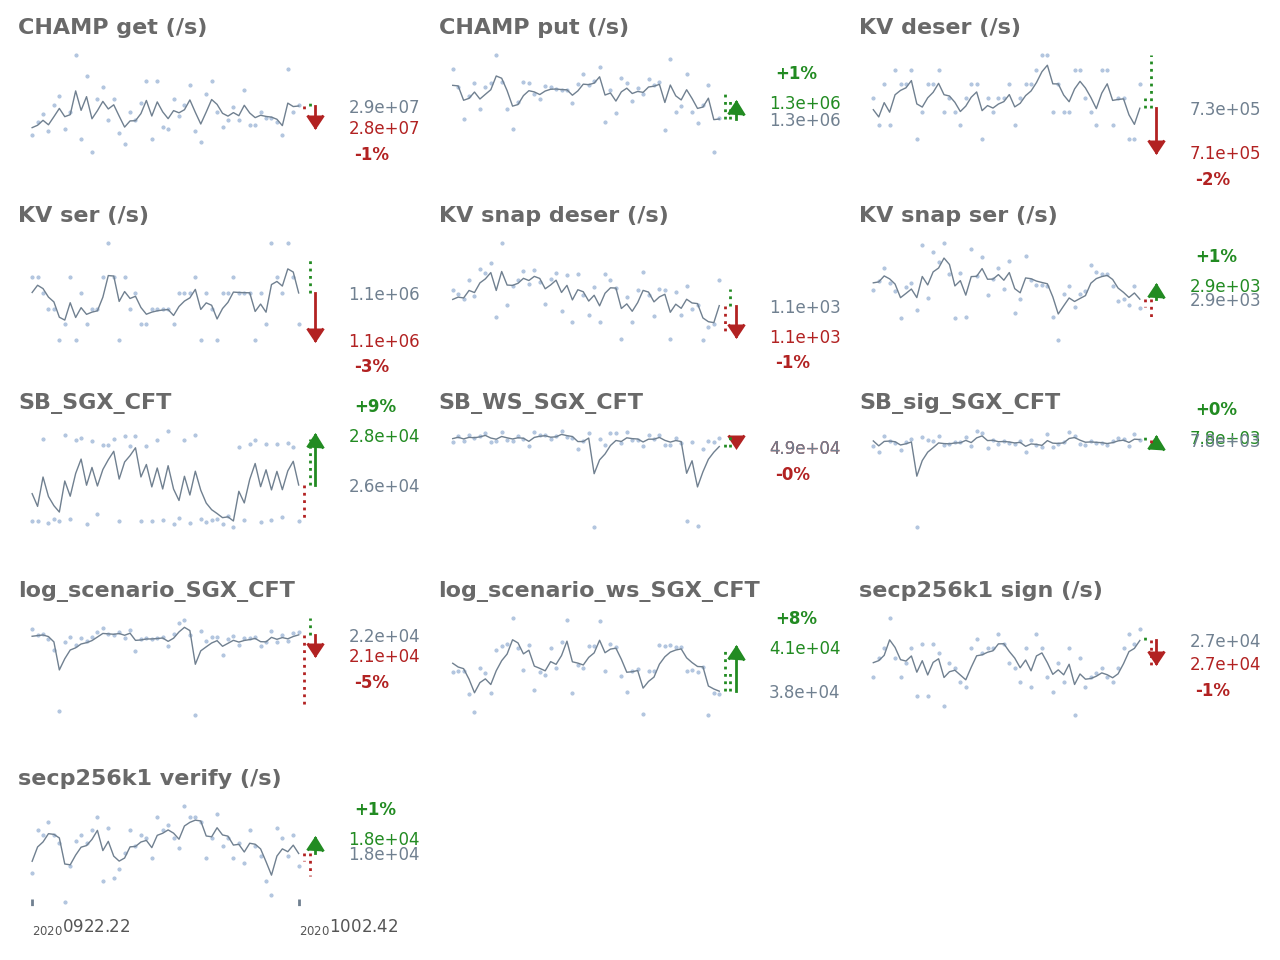 CHAMP get (/s)
2.9e+07
2.8e+07
-1%
CHAMP put (/s)
+1%
1.3e+06
1.3e+06
KV deser (/s)
7.3e+05
7.1e+05
-2%
KV ser (/s)
1.1e+06
1.1e+06
-3%
KV snap deser (/s)
1.1e+03
1.1e+03
-1%
KV snap ser (/s)
+1%
2.9e+03
2.9e+03
SB_SGX_CFT
+9%
2.8e+04
2.6e+04
SB_WS_SGX_CFT
4.9e+04
-0%
SB_sig_SGX_CFT
+0%
7.8e+03
log_scenario_SGX_CFT
2.2e+04
2.1e+04
-5%
log_scenario_ws_SGX_CFT
+8%
4.1e+04
3.8e+04
secp256k1 sign (/s)
2.7e+04
2.7e+04
-1%
secp256k1 verify (/s)
+1%
1.8e+04
1.8e+04
20200922.22
20201002.42